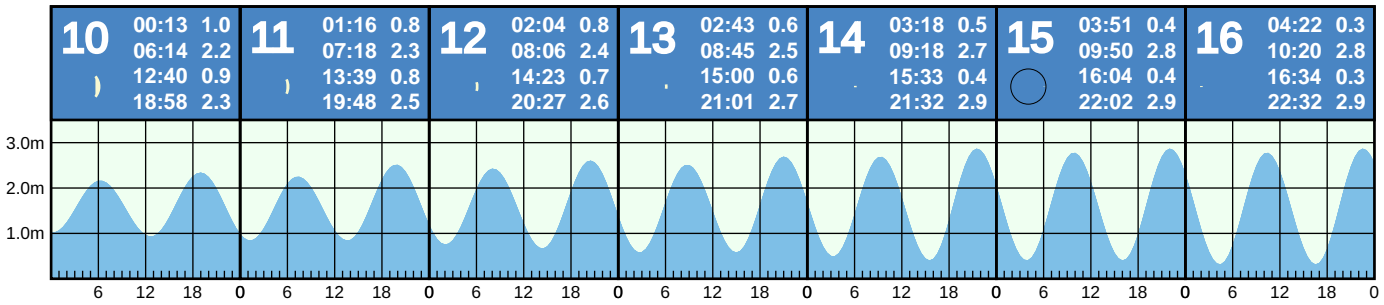 10 00:13 1.0 11 01:16 0.8 12 02:04 0.8 13 02:43 0.6 14 03:18 0.5 15 03:51 0.4 16 04:22 0.3
06:14 2.2 07:18 2.3 08:06 2.4 08:45 2.5 09:18 2.7 09:50 2.8 10:20 2.8
12:40 0.9 13:39 0.8 14:23 0.7 15:00 0.6 15:33 0.4 16:04 0.4 16:34 0.3
18:58 2.3 19:48 2.5 20:27 2.6 21:01 2.7 21:32 2.9 22:02 2.9 22:32 2.9
3.0m
2.0m
1.0m
6 12 18 0 6 12 18 0 6 12 18 0 6 12 18 0 6 12 18 0 6 12 18 0 6 12 18 0